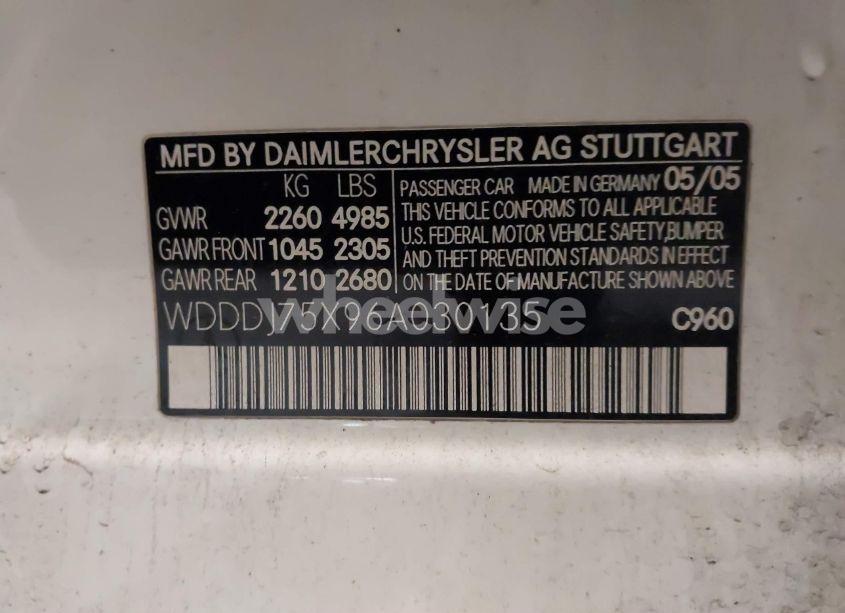 MFD BY DAIMLERCHRYSLER AG STUTTGART
KG LBS
GVWR 2260 4985
GAWR FRONT 1045 2305
GAWR REAR 1210 2680
PASSENGER CAR MADE IN GERMANY 05/05
THIS VEHICLE CONFORMS TO ALL APPLICABLE
U.S. FEDERAL MOTOR VEHICLE SAFETY,BUMPER
AND THEFT PREVENTION STANDARDS IN EFFECT
ON THE DATE OF MANUFACTURE SHOWN ABOVE
WDDDJ75X96A030135 C960
wheelwise